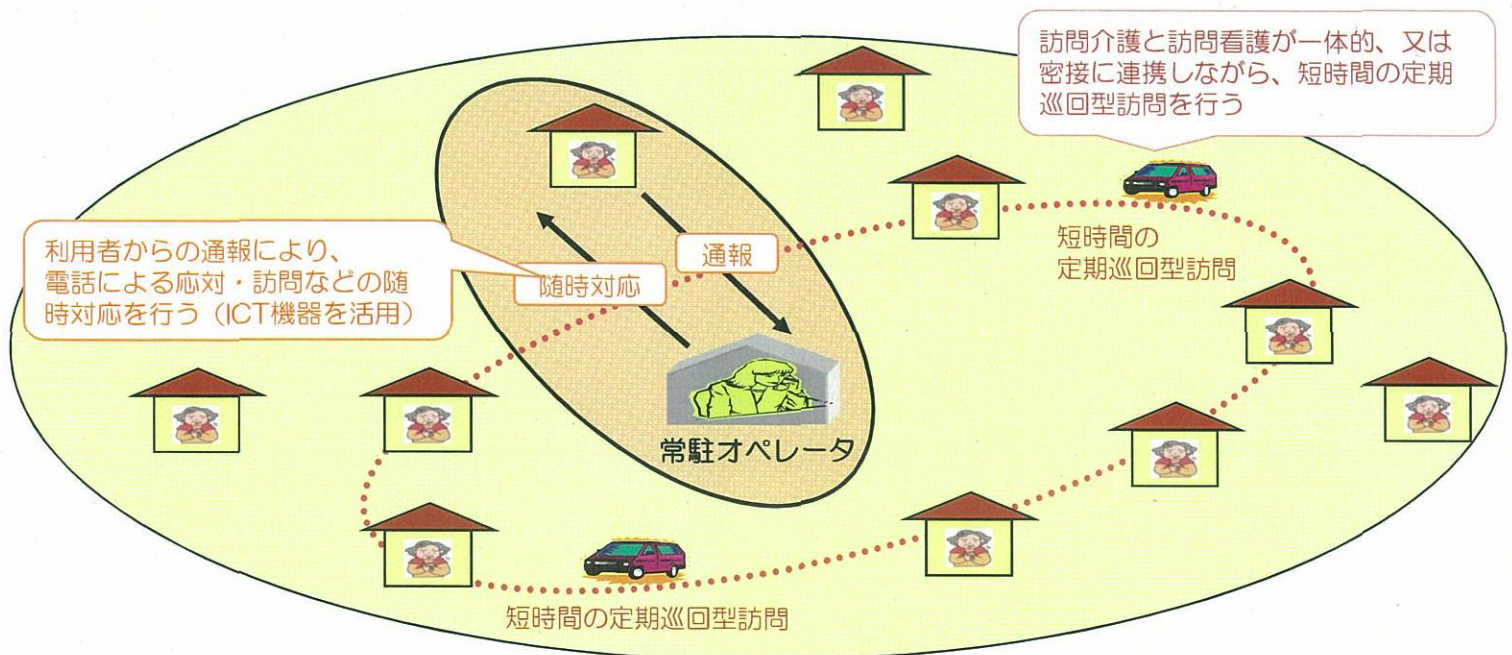 訪問介護と訪問看護が一体的、又は
密接に連携しながら、短時間の定期
巡回型訪問を行う
利用者からの通報により、
電話による応対・訪問などの随
時対応を行う（ICT機器を活用）
通報
随時対応
短時間の
定期巡回型訪問
常駐オペレータ
短時間の定期巡回型訪問